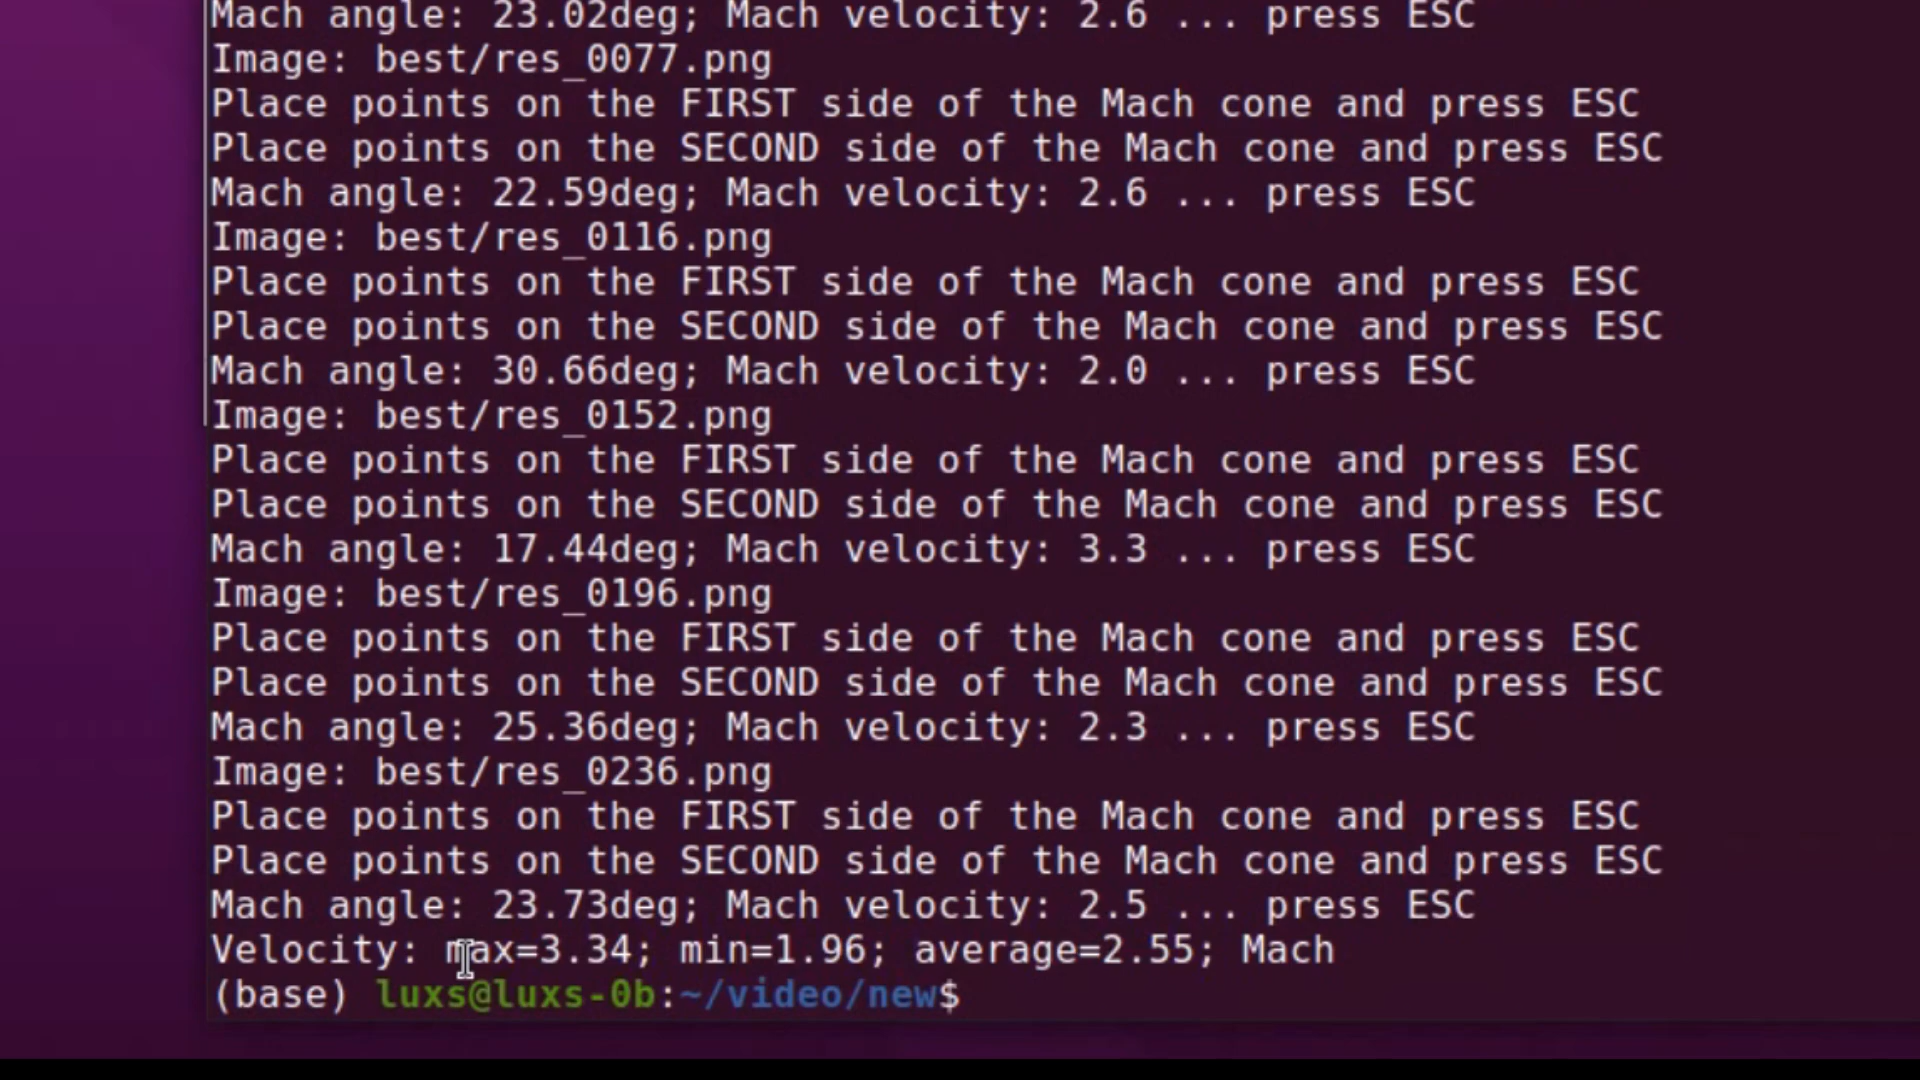 Mach angle: 23.02deg; Mach velocity: 2.6 ... press ESC
Image: best/res_0077.png
Place points on the FIRST side of the Mach cone and press ESC
Place points on the SECOND side of the Mach cone and press ESC
Mach angle: 22.59deg; Mach velocity: 2.6 ... press ESC
Image: best/res_0116.png
Place points on the FIRST side of the Mach cone and press ESC
Place points on the SECOND side of the Mach cone and press ESC
Mach angle: 30.66deg; Mach velocity: 2.0 ... press ESC
Image: best/res_0152.png
Place points on the FIRST side of the Mach cone and press ESC
Place points on the SECOND side of the Mach cone and press ESC
Mach angle: 17.44deg; Mach velocity: 3.3 ... press ESC
Image: best/res_0196.png
Place points on the FIRST side of the Mach cone and press ESC
Place points on the SECOND side of the Mach cone and press ESC
Mach angle: 25.36deg; Mach velocity: 2.3 ... press ESC
Image: best/res_0236.png
Place points on the FIRST side of the Mach cone and press ESC
Place points on the SECOND side of the Mach cone and press ESC
Mach angle: 23.73deg; Mach velocity: 2.5 ... press ESC
Velocity: max=3.34; min=1.96; average=2.55; Mach
(base) luxs@luxs-0b:~/video/new$